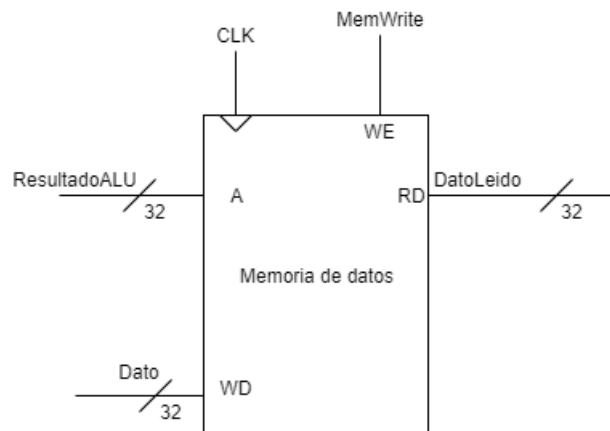 MemWrite
CLK
WE
ResultadoALU
32
A
RD
DatoLeido
32
Memoria de datos
Dato
32
WD